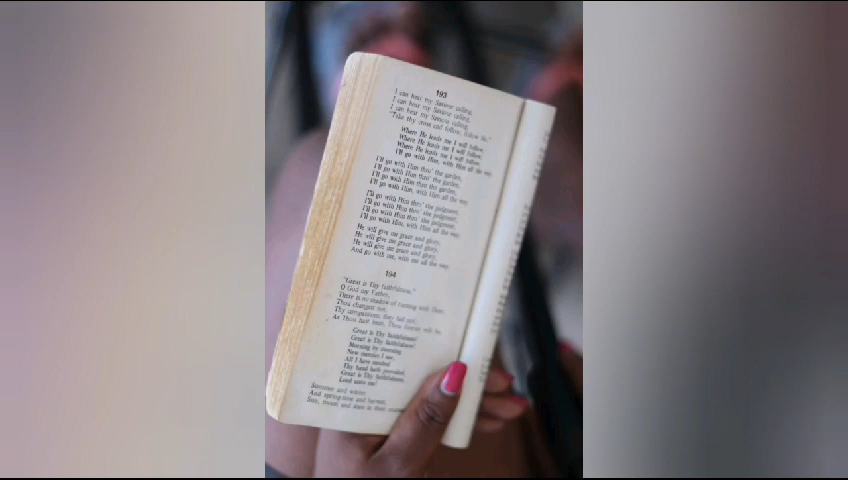 193
I can hear my Saviour calling,
I can hear my Saviour calling,
I can hear my Saviour calling,
"Take thy cross and follow, follow Me."
Where He leads me I will follow,
Where He leads me I will follow,
Where He leads me I will follow,
I'll go with Him, with Him all the way.
I'll go with Him thro' the garden,
I'll go with Him thro' the garden,
I'll go with Him thro' the garden,
I'll go with Him, with Him all the way.
I'll go with Him thro' the judgment,
I'll go with Him thro' the judgment,
I'll go with Him thro' the judgment,
I'll go with Him, with Him all the way.
He will give me grace and glory,
He will give me grace and glory,
He will give me grace and glory,
And go with me, with me all the way.
194
"Great is Thy faithfulness,"
O God my Father,
There is no shadow of turning with Thee;
Thou changest not,
Thy compassions, they fail not;
As Thou hast been, Thou forever wilt be.
Great is Thy faithfulness!
Great is Thy faithfulness!
Morning by morning
New mercies I see,
All I have needed
Thy hand hath provided,
Great is Thy faithfulness,
Lord unto me!
Summer and winter,
And spring-time and harvest,
Sun, moon and stars in their